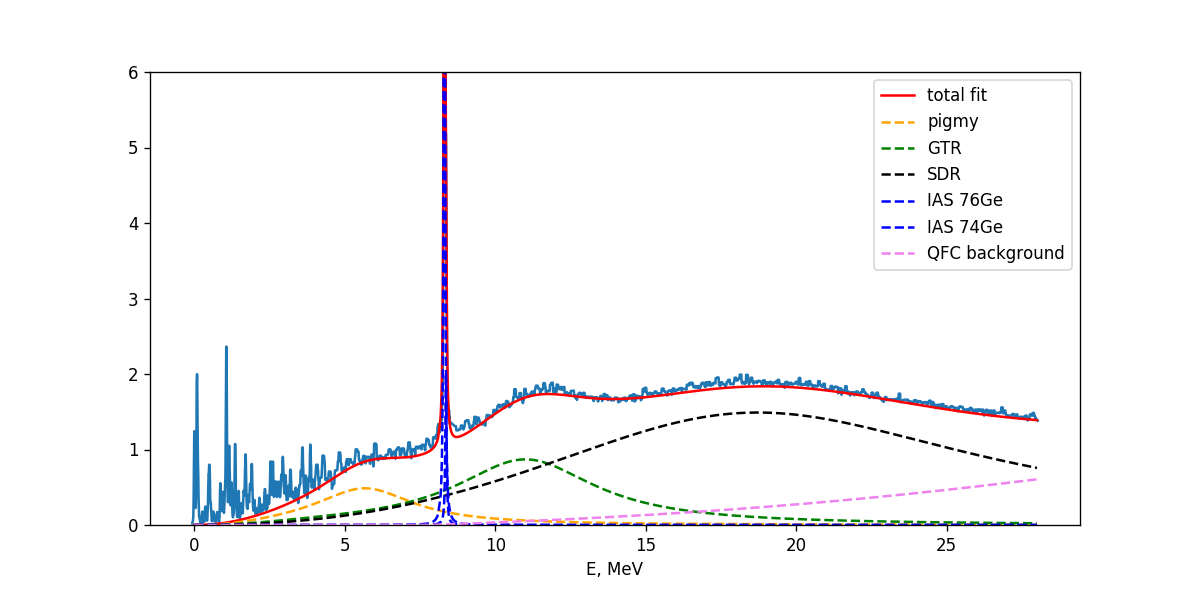 6
5
4
3
2
1
0
0 5 10 15 20 25
E, MeV
total fit
pigmy
GTR
SDR
IAS 76Ge
IAS 74Ge
QFC background